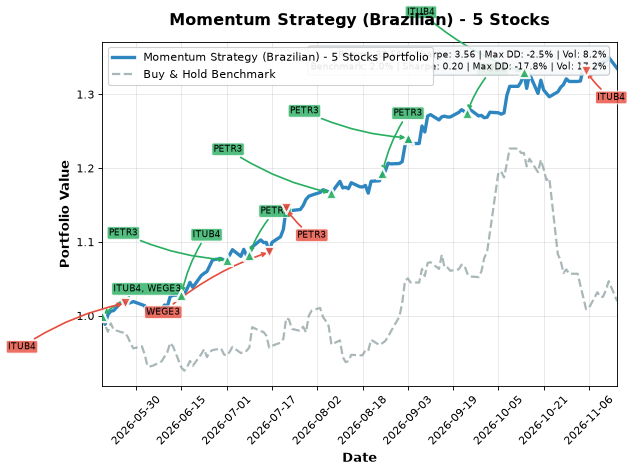 Momentum Strategy (Brazilian) - 5 Stocks
ITUB4
Momentum Strategy (Brazilian) - 5 Stocks Portfolio
Buy & Hold Benchmark
3.56 | Max DD: -2.5% | Vol: 8.2%
0.20 | Max DD: -17.8% | Vol: 17.2%
1.3
1.2
1.1
1.0
Portfolio Value
PETR3
PETR3
PETR3
PETR3
ITUB4
ITUB4
PETR3
PETR3
ITUB4, WEGE3
WEGE3
ITUB4
2026-05-30
2026-06-15
2026-07-01
2026-07-17
2026-08-02
2026-08-18
2026-09-03
2026-09-19
2026-10-05
2026-10-21
2026-11-06
Date